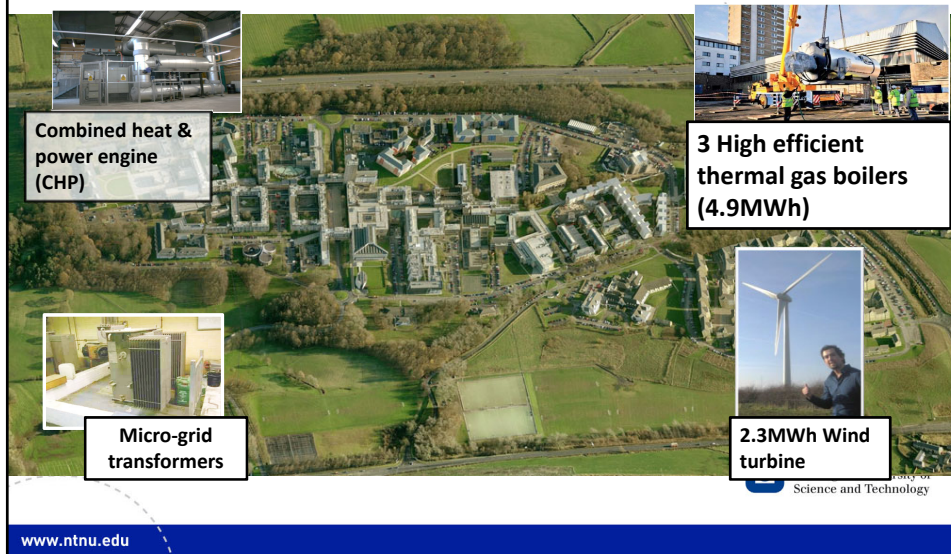 Combined heat &
power engine
(CHP)
3 High efficient
thermal gas boilers
(4.9MWh)
Micro-grid
transformers
2.3MWh Wind
turbine
Science and Technology
www.ntnu.edu